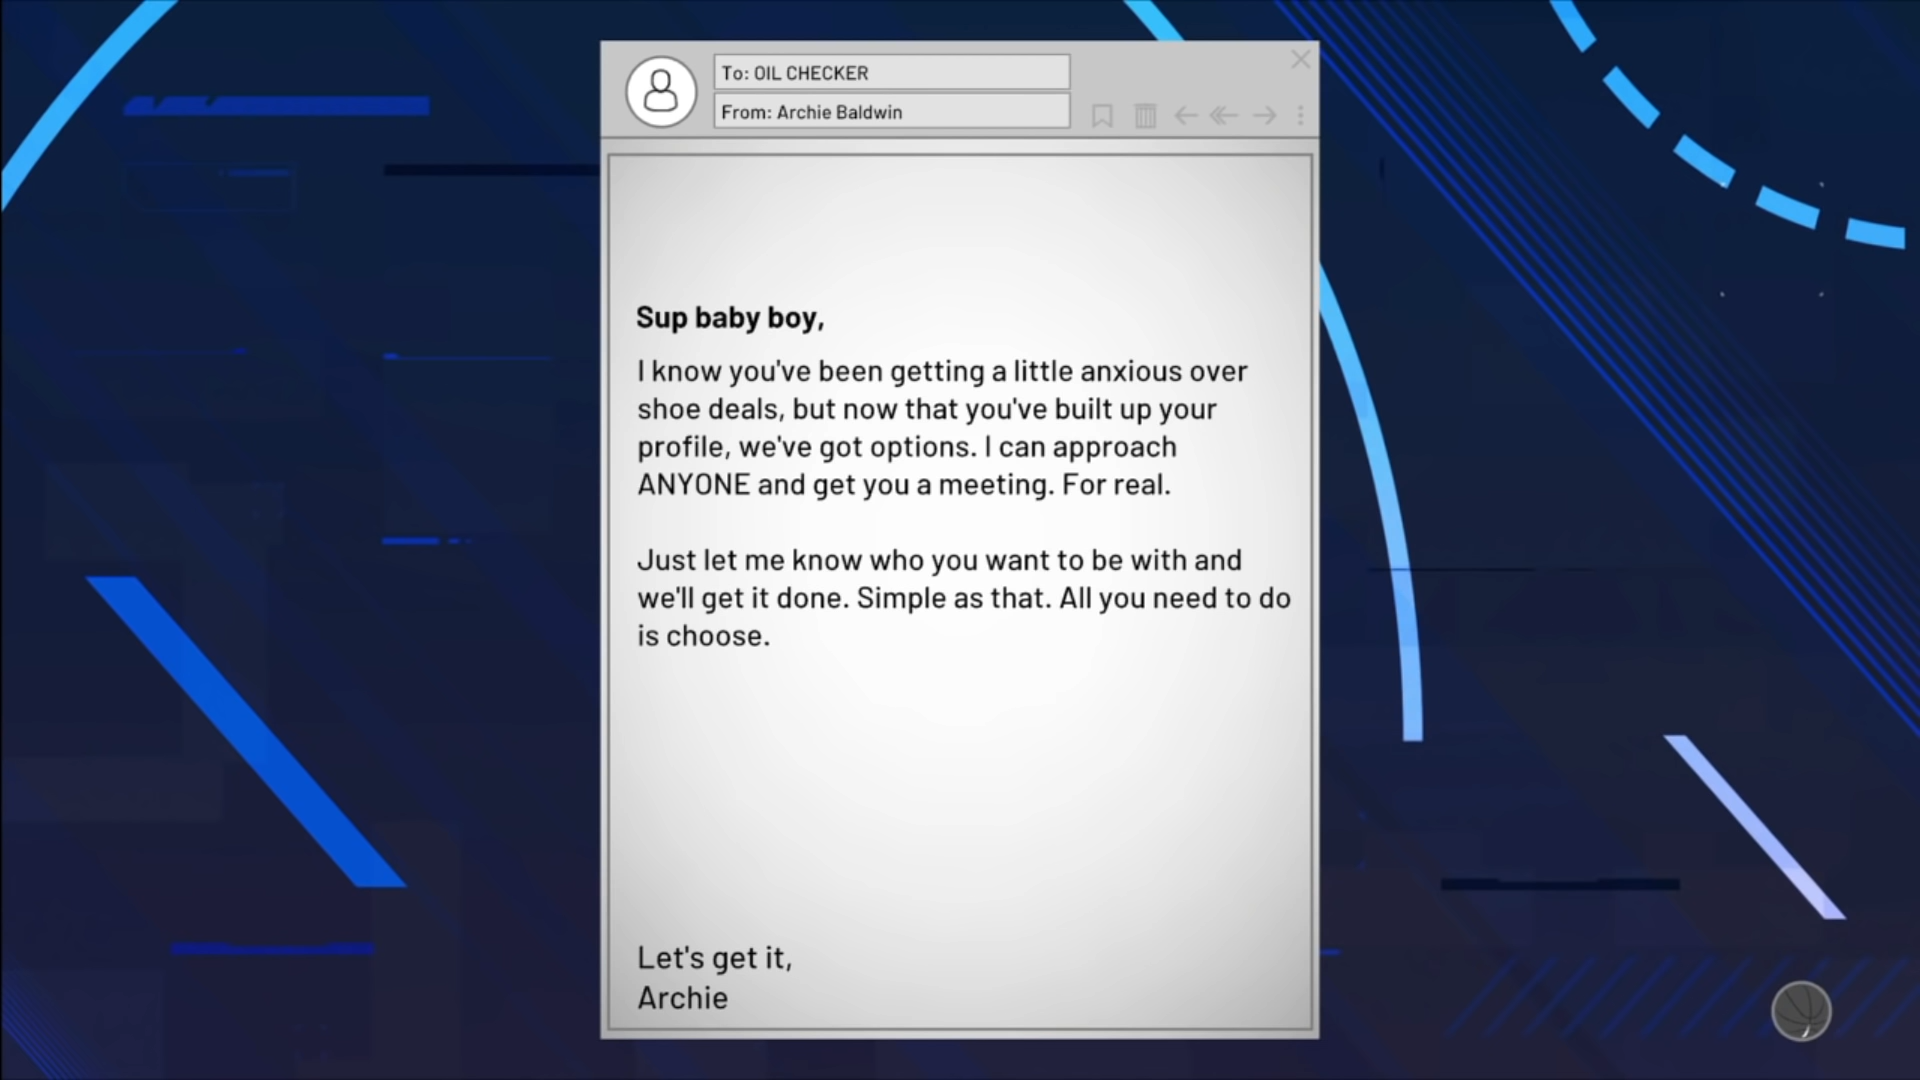 To: OIL CHECKER
From: Archie Baldwin
Sup baby boy,
I know you've been getting a little anxious over
shoe deals, but now that you've built up your
profile, we've got options. I can approach
ANYONE and get you a meeting. For real.
Just let me know who you want to be with and
we'll get it done. Simple as that. All you need to do
is choose.
Let's get it,
Archie